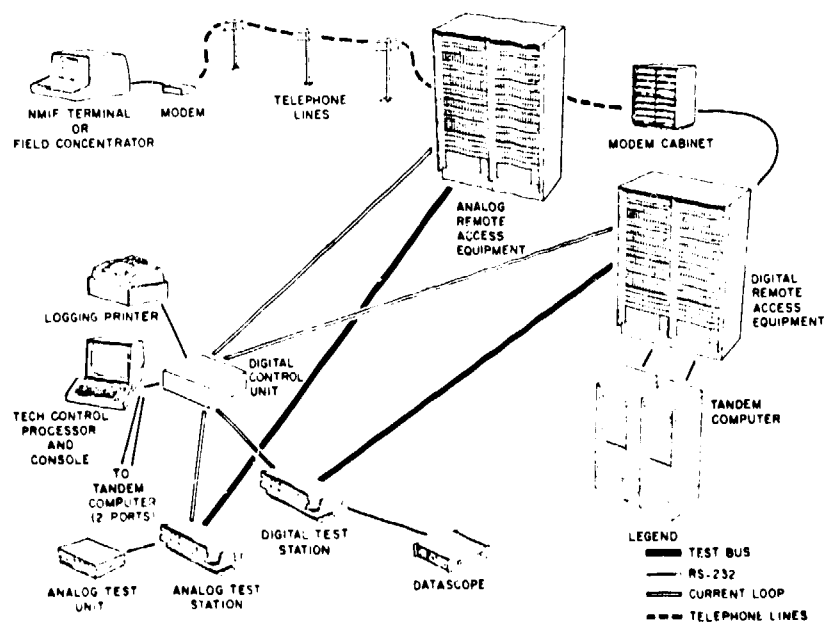 NMIF TERMINAL
OR
FIELD CONCENTRATOR
MODEM
TELEPHONE
LINES
MODEM CABINET
ANALOG
REMOTE
ACCESS
EQUIPMENT
DIGITAL
REMOTE
ACCESS
EQUIPMENT
LOGGING PRINTER
DIGITAL
CONTROL
UNIT
TECH CONTROL
PROCESSOR
AND
CONSOLE
TANDEM
COMPUTER
TO
TANDEM
COMPUTER
(2 PORTS)
DIGITAL TEST
STATION
ANALOG TEST
UNIT
ANALOG TEST
STATION
DATASCOPE
LEGEND
TEST BUS
RS-232
CURRENT LOOP
TELEPHONE LINES